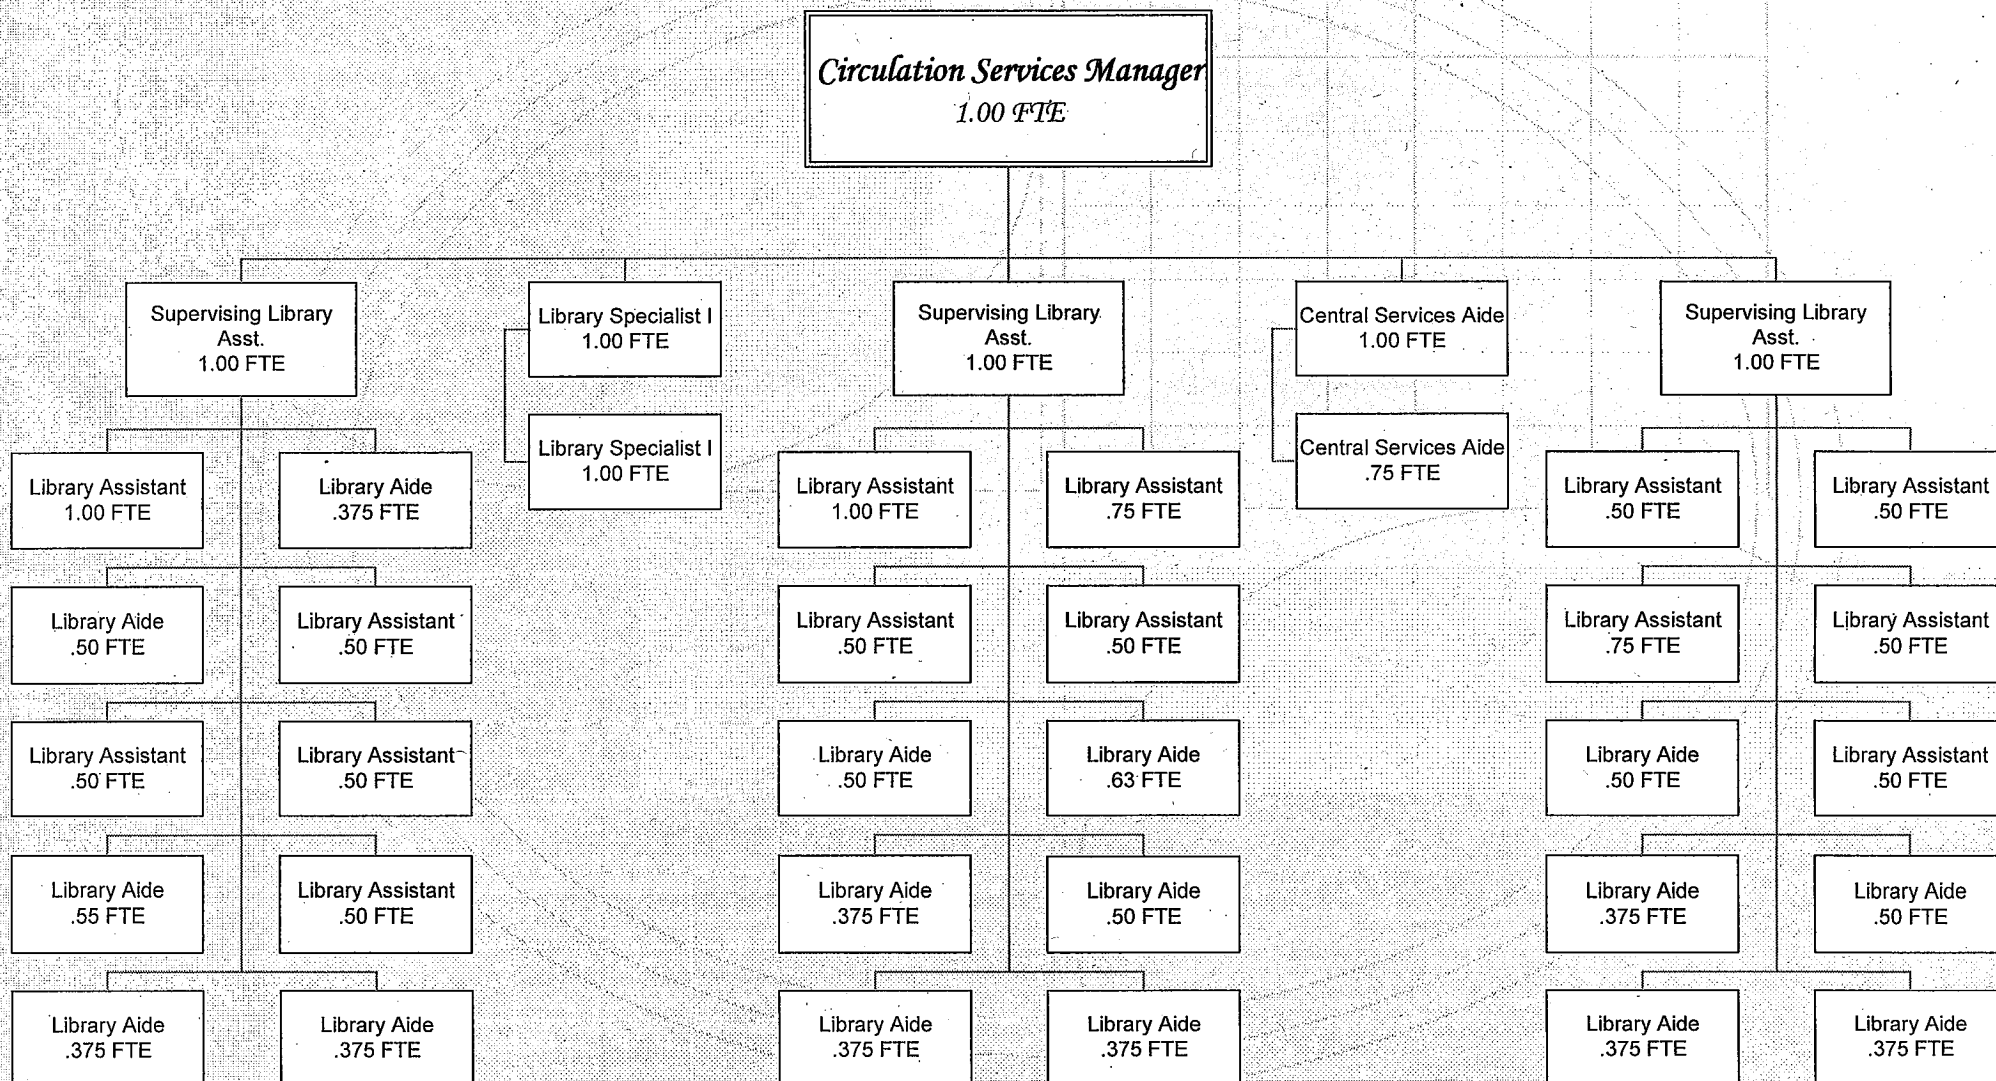 Circulation Services Manager
1.00 FTE
Supervising Library
Asst.
1.00 FTE
Library Specialist I
1.00 FTE
Supervising Library
Asst.
1.00 FTE
Central Services Aide
1.00 FTE
Supervising Library
Asst.
1.00 FTE
Library Specialist I
1.00 FTE
Central Services Aide
.75 FTE
Library Assistant
1.00 FTE
Library Aide
.375 FTE
Library Assistant
1.00 FTE
Library Assistant
.75 FTE
Library Assistant
.50 FTE
Library Assistant
.50 FTE
Library Aide
.50 FTE
Library Assistant
.50 FTE
Library Assistant
.50 FTE
Library Assistant
.50 FTE
Library Assistant
.75 FTE
Library Assistant
.50 FTE
Library Assistant
.50 FTE
Library Assistant
.50 FTE
Library Aide
.50 FTE
Library Aide
.63 FTE
Library Aide
.50 FTE
Library Assistant
.50 FTE
Library Aide
.55 FTE
Library Assistant
.50 FTE
Library Aide
.375 FTE
Library Aide
.50 FTE
Library Aide
.375 FTE
Library Aide
.50 FTE
Library Aide
.375 FTE
Library Aide
.375 FTE
Library Aide
.375 FTE
Library Aide
.375 FTE
Library Aide
.375 FTE
Library Aide
.375 FTE